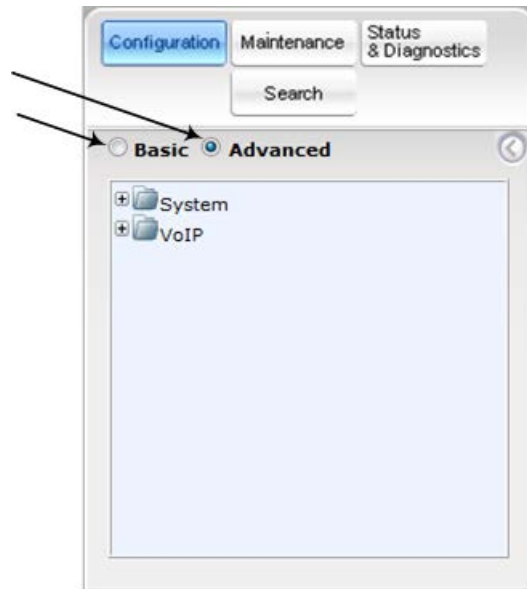 Configuration Maintenance Status
& Diagnostics
Search
Basic Advanced
System
VoIP